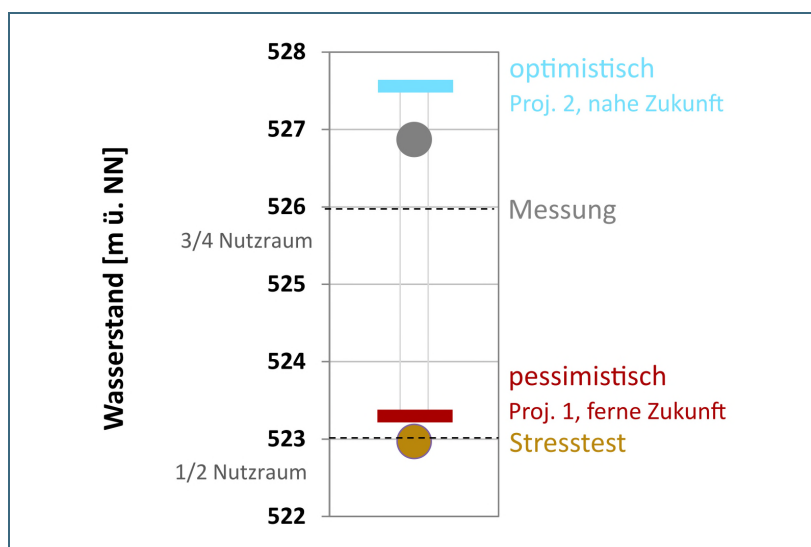 Wasserstand [m ü. NN]
528
527
526
3/4 Nutzraum
525
524
523
1/2 Nutzraum
522
optimistisch
Proj. 2, nahe Zukunft
Messung
pessimistisch
Proj. 1, ferne Zukunft
Stresstest